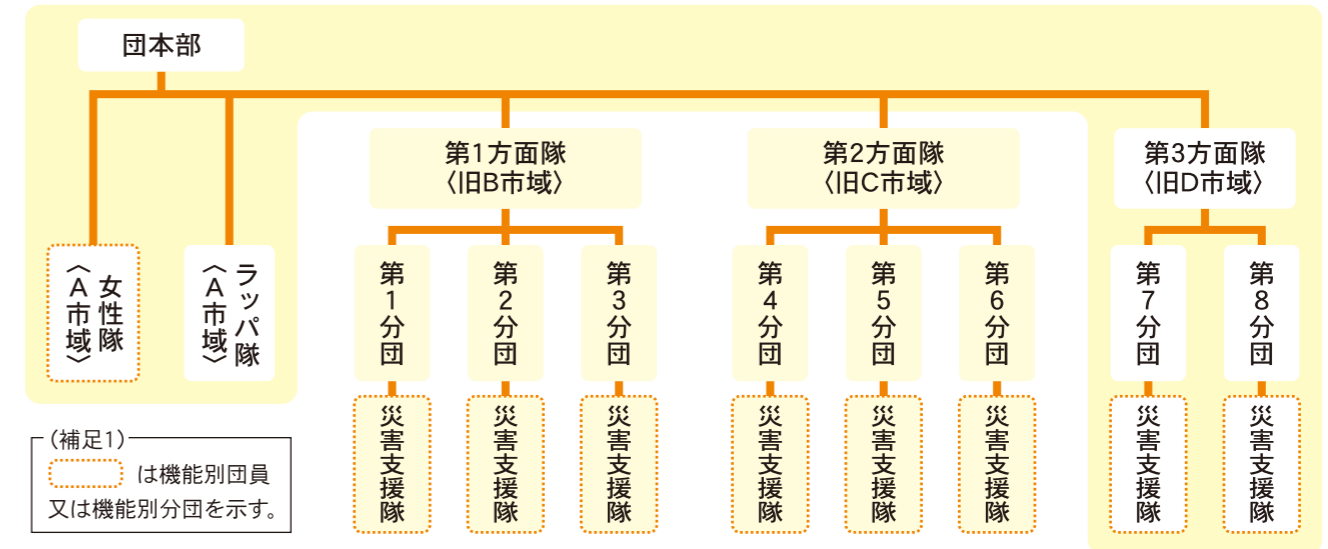 団本部
第1方面隊
〈旧B市域〉
第2方面隊
〈旧C市域〉
第3方面隊
〈旧D市域〉
女性隊
〈A市域〉
ラッパ隊
〈A市域〉
第1分団
第2分団
第3分団
第4分団
第5分団
第6分団
第7分団
第8分団
災害支援隊
災害支援隊
災害支援隊
災害支援隊
災害支援隊
災害支援隊
災害支援隊
災害支援隊
(補足1)
は機能別団員
又は機能別分団を示す。